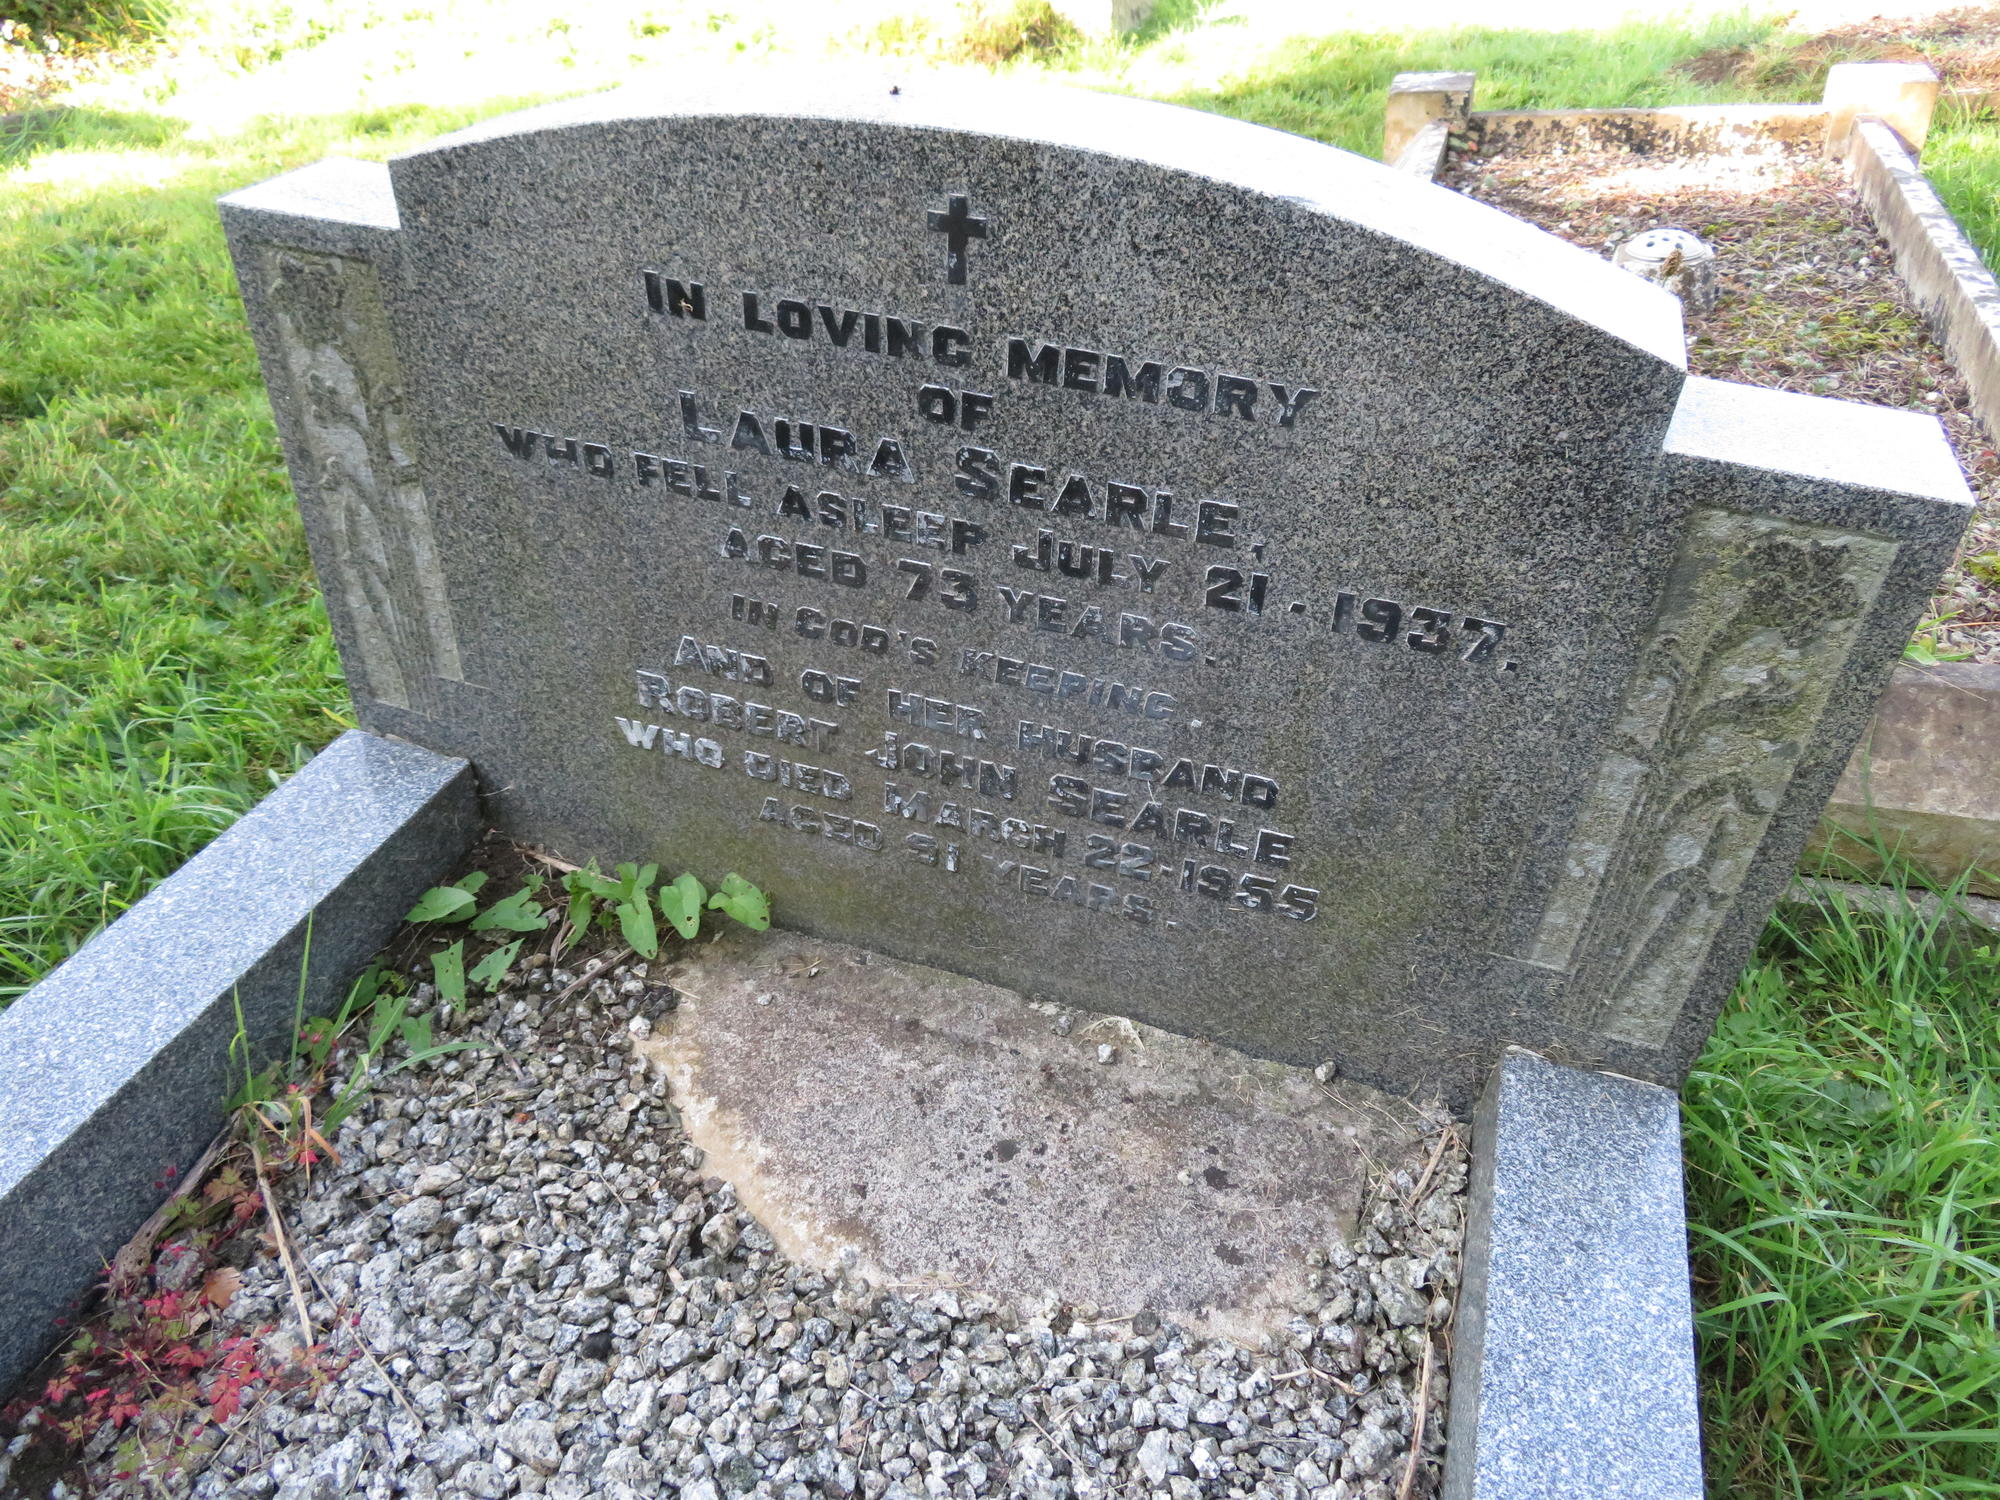 IN LOVING MEMORY
OF
LAURA SEARLE,
WHO FELL ASLEEP JULY 21 - 1937.
AGED 73 YEARS.
IN GOD'S KEEPING.
AND OF HER HUSBAND
ROBERT JOHN SEARLE
WHO DIED MARCH 22-1955
AGED 91 YEARS.